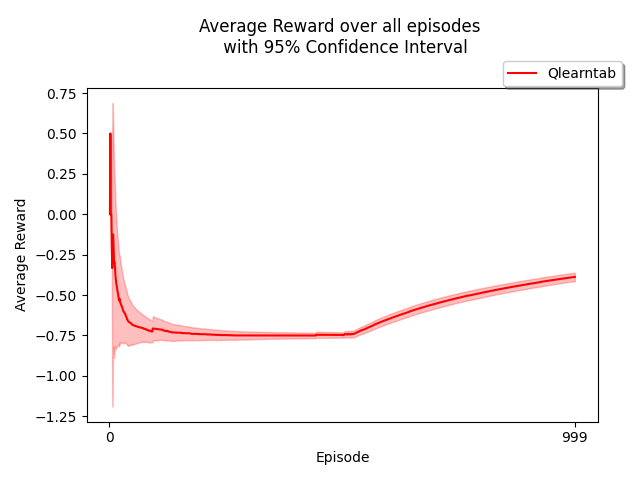 Average Reward over all episodes
with 95% Confidence Interval
Qlearntab
0.75
0.50
0.25
0.00
−0.25
−0.50
−0.75
−1.00
−1.25
Average Reward
0
999
Episode